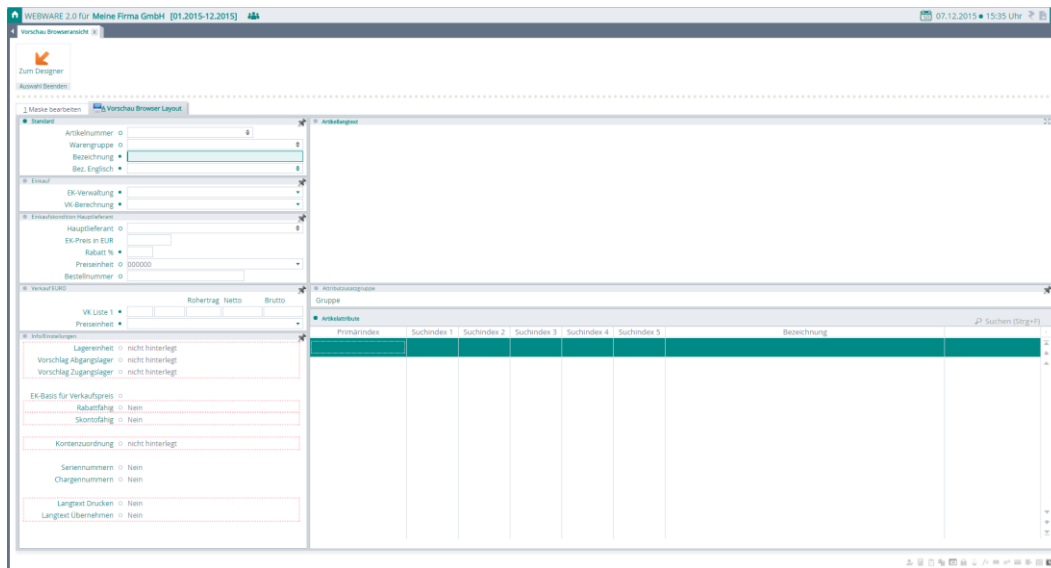 WEBWARE 2.0 für Meine Firma GmbH [01.2015-12.2015] 07.12.2015 • 15:35 Uhr
Vorschau Browseransicht
Zum Designer
Auswahl Beenden
1 Maske bearbeiten Vorschau Browser Layout
Standard
Artikelnummer
Warengruppe
Bezeichnung
Bez. Englisch
Einkauf
EK-Verwaltung
VK-Berechnung
Einkaufskondition Hauptlieferant
Hauptlieferant
EK-Preis in EUR
Rabatt %
Preiseinheit 000000
Bestellnummer
Verkauf EURO
Rohertrag Netto Brutto
VK Liste 1
Preiseinheit
Info/Einstellungen
Lagereinheit nicht hinterlegt
Vorschlag Abgangslager nicht hinterlegt
Vorschlag Zugangslager nicht hinterlegt
EK-Basis für Verkaufspreis
Rabattfähig Nein
Skontofähig Nein
Kontenzuordnung nicht hinterlegt
Seriennummern Nein
Chargennummern Nein
Langtext Drucken Nein
Langtext Übernehmen Nein
Artikellangtext
Gruppe
Artikelattribute
Suchen (Strg+F)
Primärindex Suchindex 1 Suchindex 2 Suchindex 3 Suchindex 4 Suchindex 5 Bezeichnung